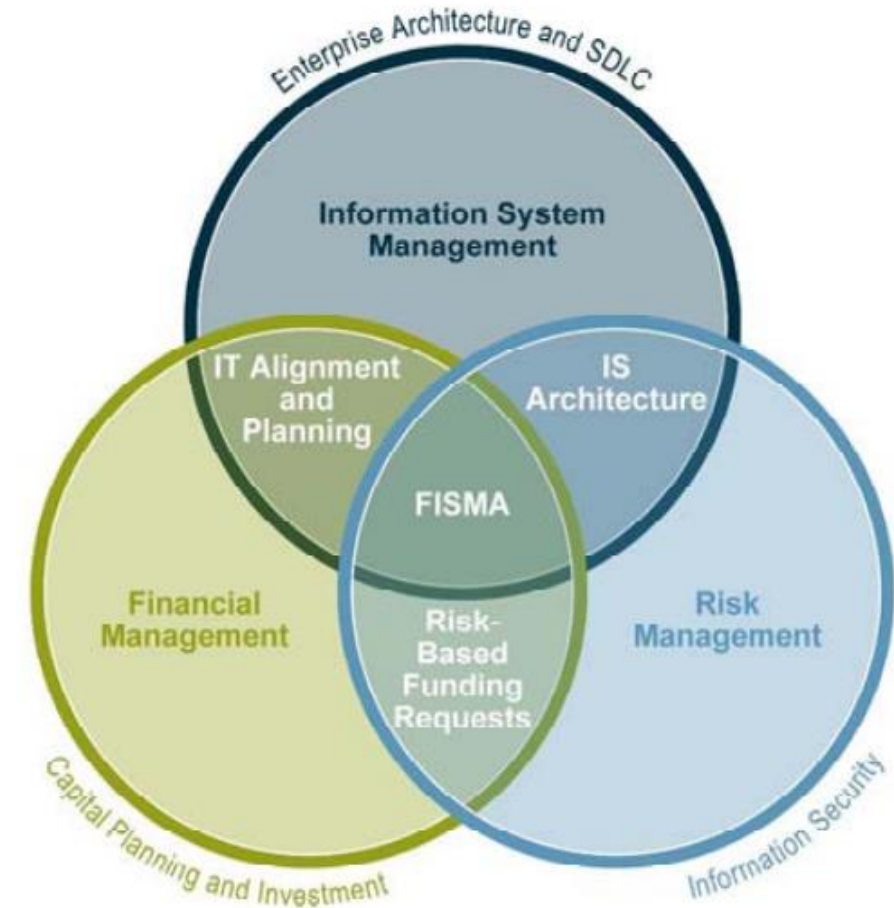 Enterprise Architecture and SDLC
Information System
Management
IT Alignment
and
Planning
IS
Architecture
FISMA
Financial
Management
Risk-
Based
Funding
Requests
Risk
Management
Capital Planning and Investment
Information Security